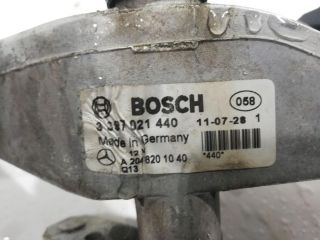 BOSCH 058
3 397 021 440 11-07-28 1
Made in Germany
12 V
A 204 820 10 40 *440*
Q13